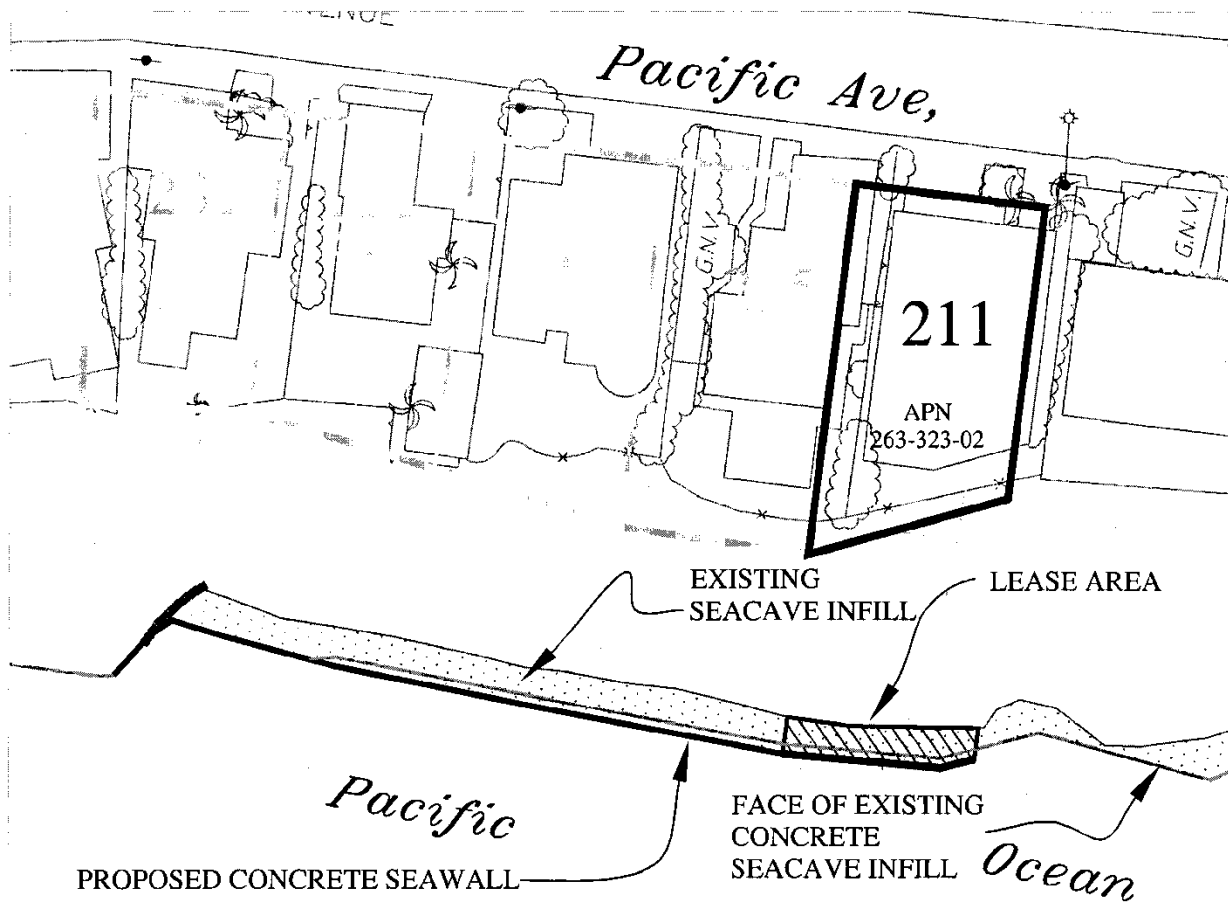 Pacific Ave,
G.N.V.
G.N.V.
211
APN
263-323-02
EXISTING
SEACAVE INFILL
LEASE AREA
Pacific
FACE OF EXISTING
CONCRETE
SEACAVE INFILL
Ocean
PROPOSED CONCRETE SEAWALL